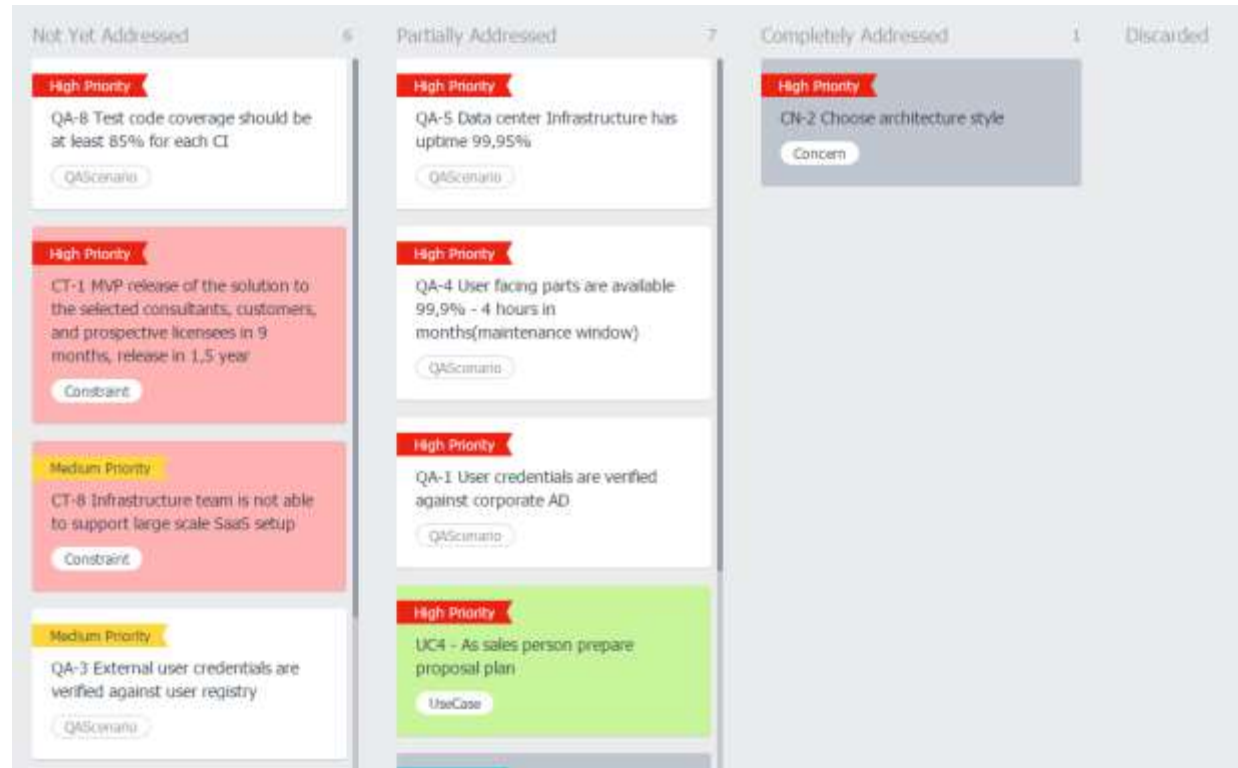 Not Yet Addressed 6
High Priority
QA-8 Test code coverage should be
at least 85% for each CI
QAScenario
High Priority
CT-1 MVP release of the solution to
the selected consultants, customers,
and prospective licensees in 9
months, release in 1,5 year
Constraint
Medium Priority
CT-8 Infrastructure team is not able
to support large scale SaaS setup
Constraint
Medium Priority
QA-3 External user credentials are
verified against user registry
QAScenario
Partially Addressed 7
High Priority
QA-5 Data center Infrastructure has
uptime 99,95%
QAScenario
High Priority
QA-4 User facing parts are available
99,9% - 4 hours in
months(maintenance window)
QAScenario
High Priority
QA-1 User credentials are verified
against corporate AD
QAScenario
High Priority
UC4 - As sales person prepare
proposal plan
UseCase
Completely Addressed 1
High Priority
CN-2 Choose architecture style
Concern
Discarded